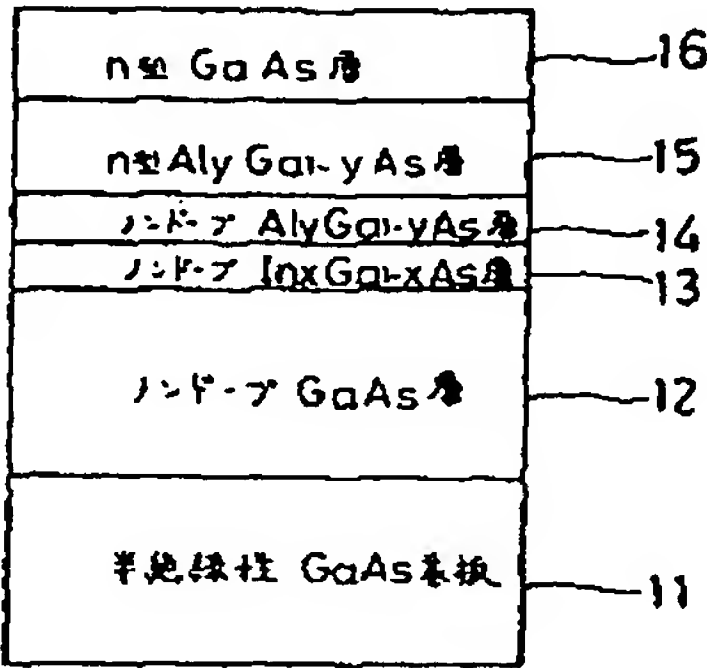 n型 GaAs層 16
n型AlyGa1-yAs層 15
ノンドープ AlyGa1-yAs層 14
ノンドープ InxGa1-xAs層 13
ノンドープ GaAs層 12
半絶縁性 GaAs基板 11